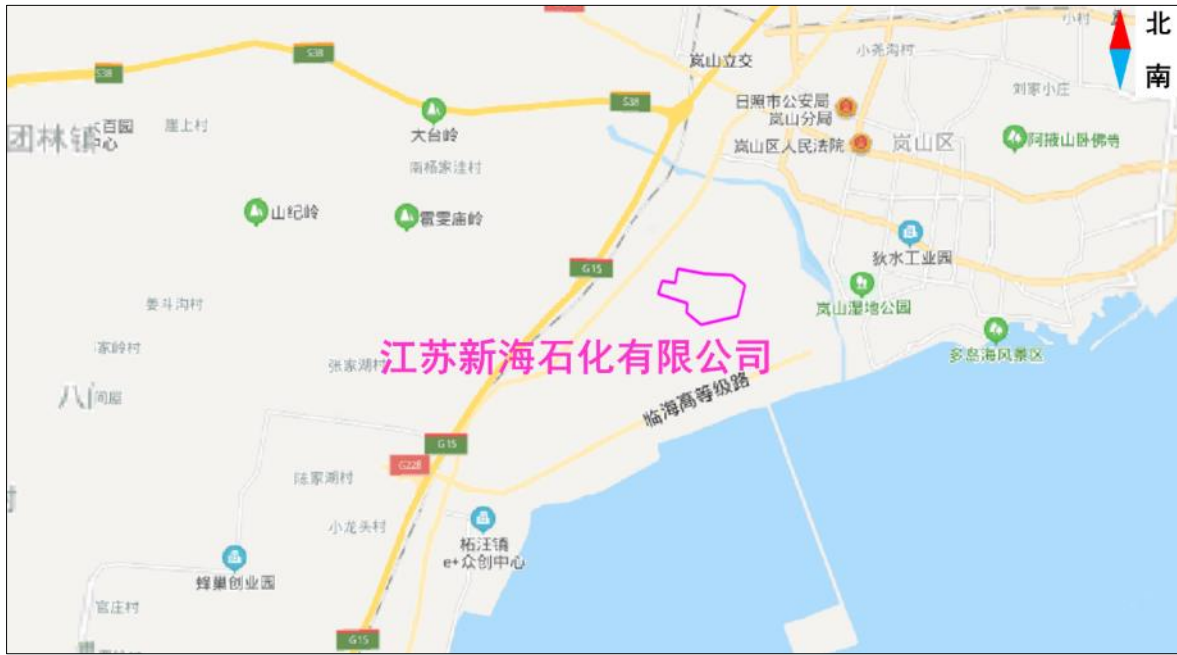 北
南
小村
S38
岚山立交
小尧沟村
S38
S38
刘家小庄
日照市公安局
岚山分局
团林镇
百园
中心
崖上村
大台岭
岚山区人民法院
岚山区
阿掖山卧佛寺
南杨家洼村
山纪岭
雹雯庙岭
狄水工业园
G15
姜斗沟村
岚山湿地公园
家岭村
张家湖村
江苏新海石化有限公司
多岛海风景区
八
间屋
临海高等级路
G15
G228
陈家湖村
小龙头村
柘汪镇
e+众创中心
蜂巢创业园
官庄村
G15